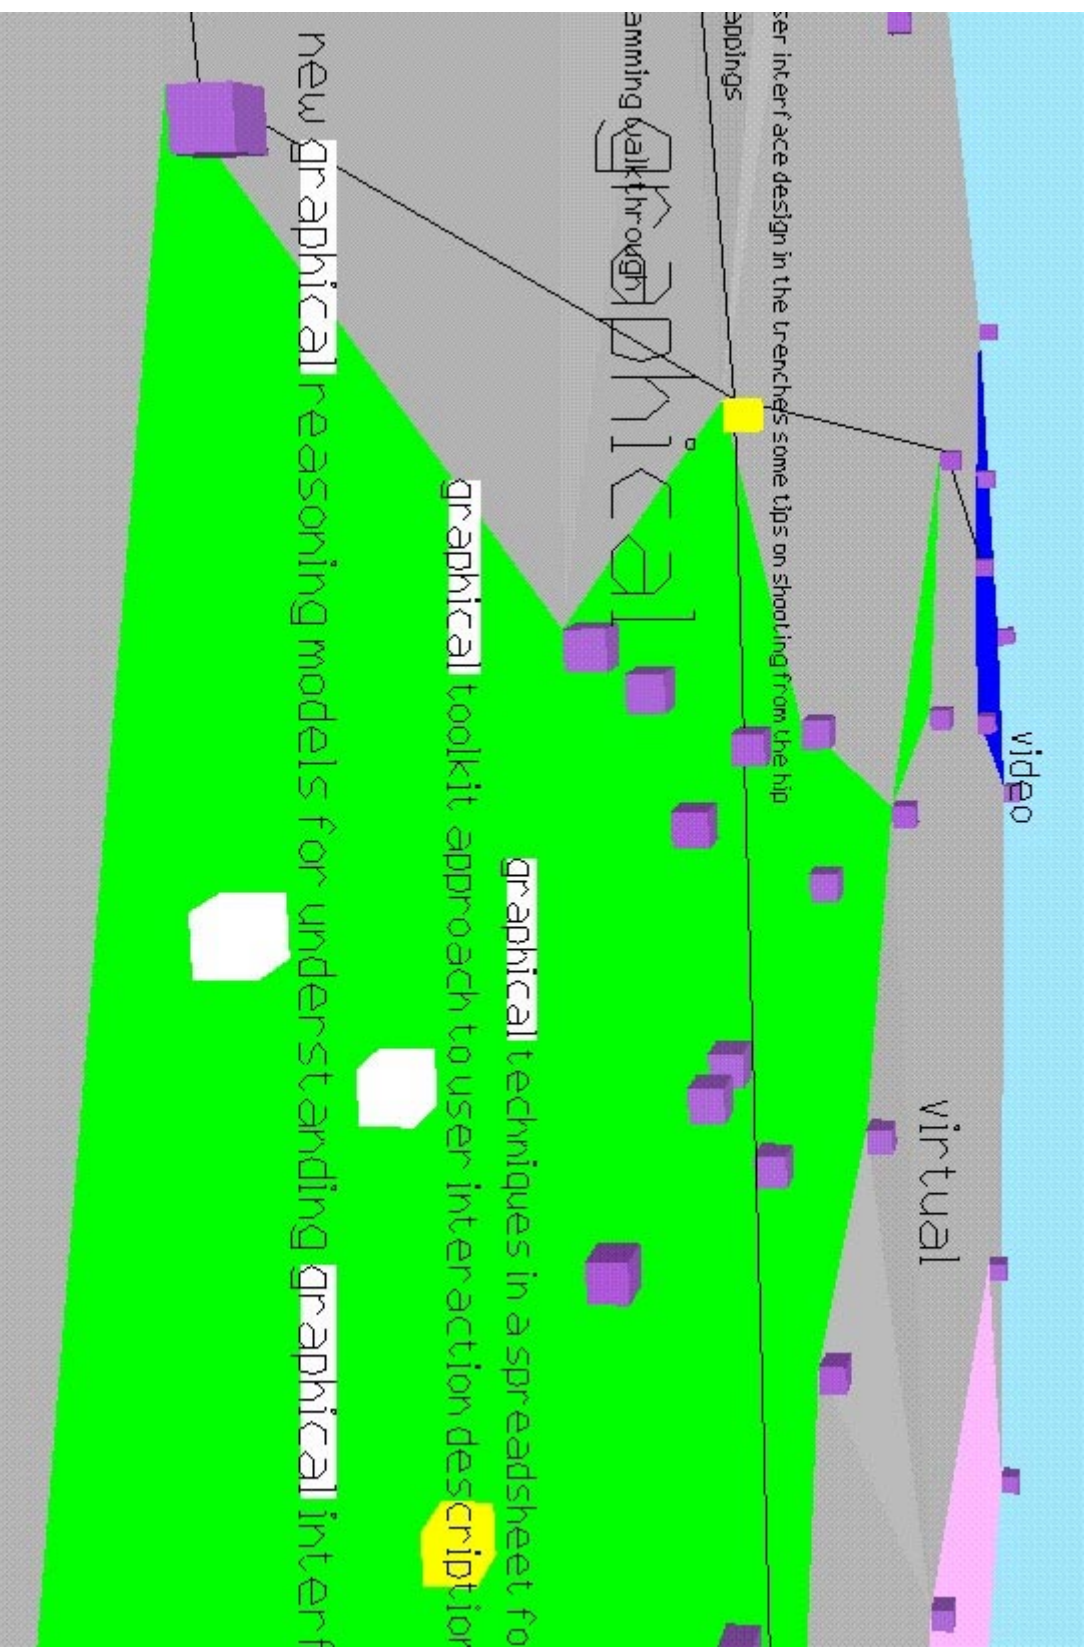 video
virtual
ser interface design in the trenches some tips on shooting from the hip
appings
amming walkthrough
graphical
graphical techniques in a spreadsheet fo
graphical toolkit approach to user interaction description
new graphical reasoning models for understanding graphical interf